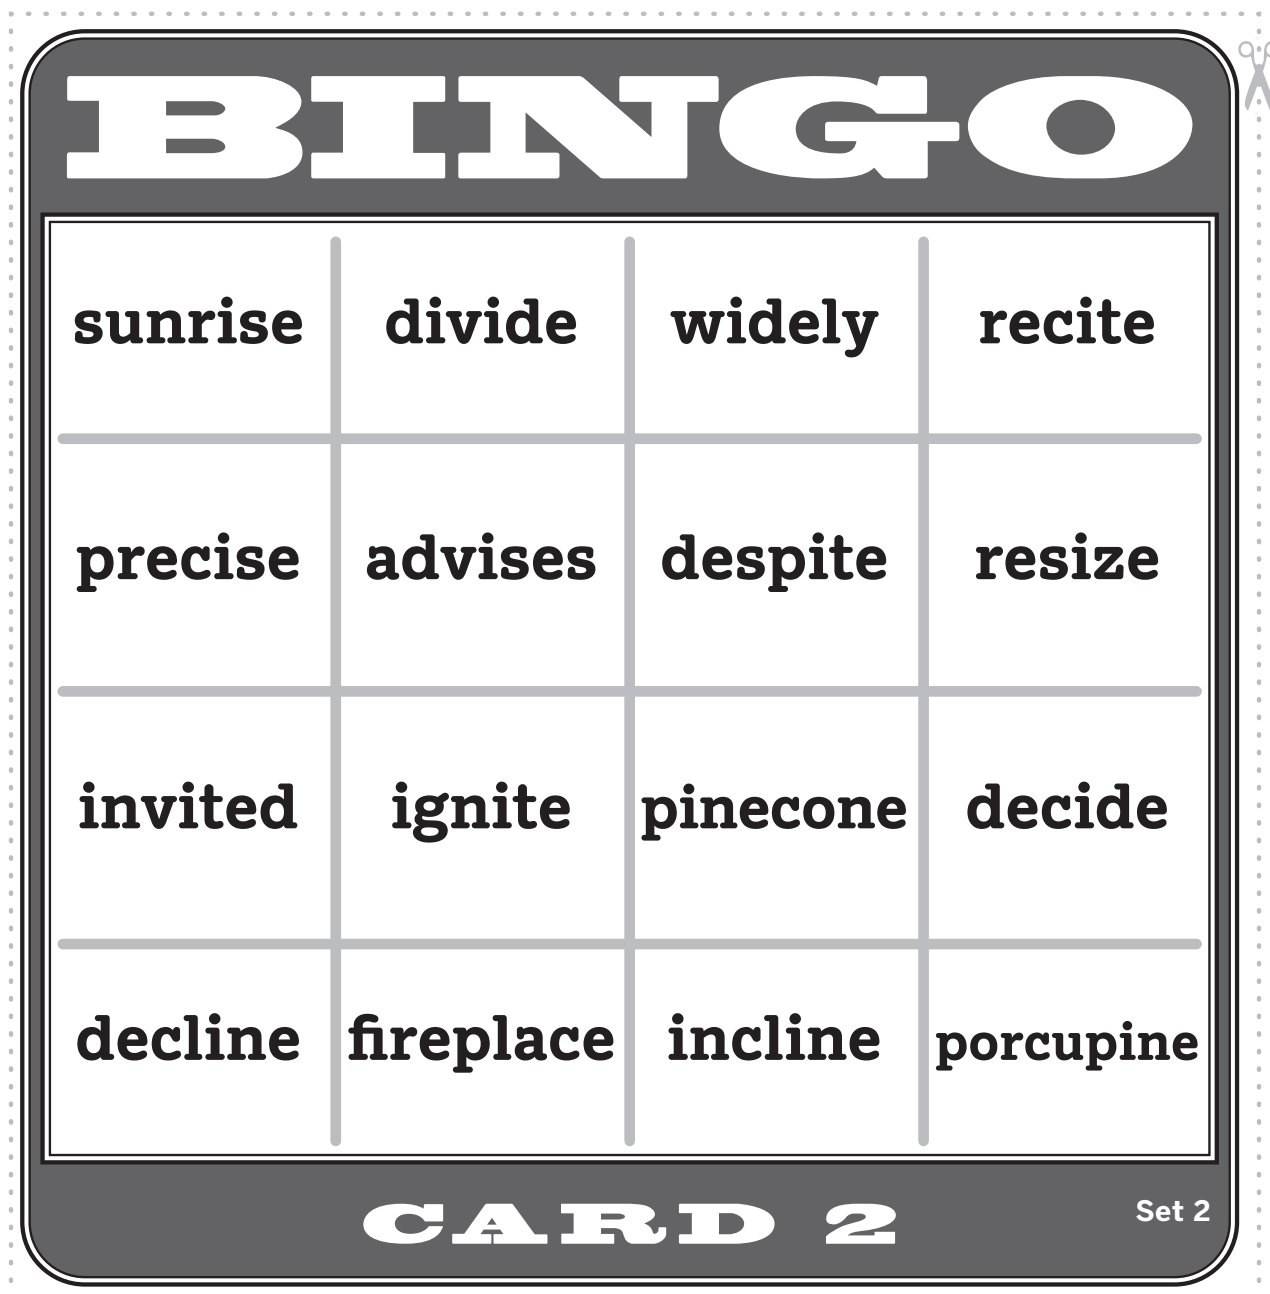 BINGO
sunrise divide widely recite
precise advises despite resize
invited ignite pinecone decide
decline fireplace incline porcupine
CARD 2
Set 2